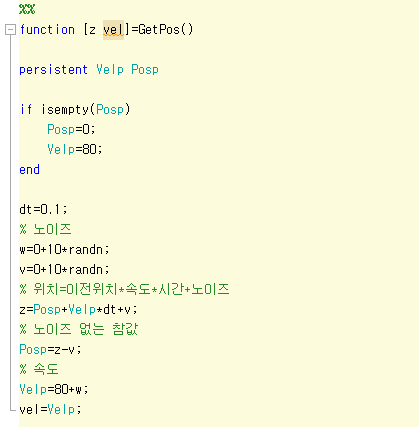 %%
function [z vel]=GetPos()
persistent Velp Posp
if isempty(Posp)
Posp=0;
Velp=80;
end
dt=0.1;
% 노이즈
w=0+10*randn;
v=0+10*randn;
% 위치=이전위치*속도*시간+노이즈
z=Posp+Velp*dt+v;
% 노이즈 없는 참값
Posp=z-v;
% 속도
Velp=80+w;
vel=Velp;